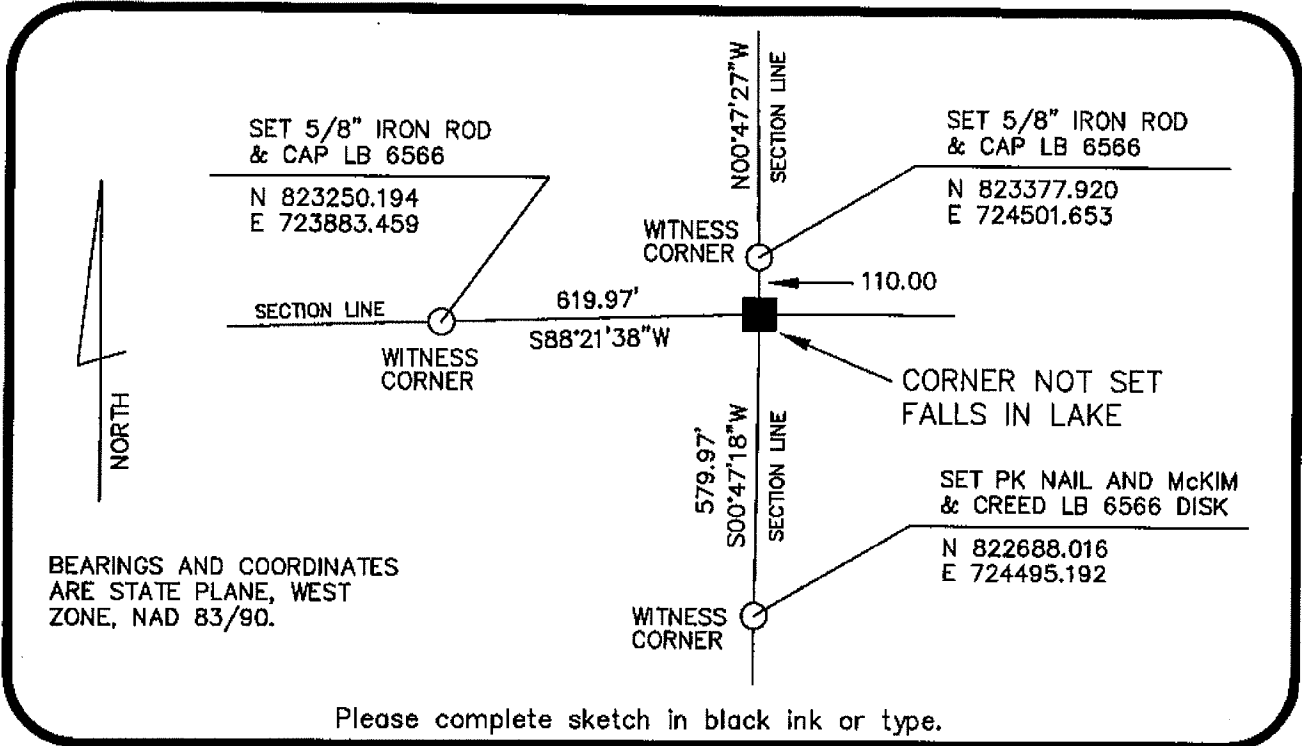 SET 5/8" IRON ROD
& CAP LB 6566
N 823250.194
E 723883.459
N00°47'27"W
SECTION LINE
SET 5/8" IRON ROD
& CAP LB 6566
N 823377.920
E 724501.653
WITNESS
CORNER
110.00
SECTION LINE
619.97'
S88°21'38"W
WITNESS
CORNER
CORNER NOT SET
FALLS IN LAKE
NORTH
579.97'
S00°47'18"W
SECTION LINE
SET PK NAIL AND McKIM
& CREED LB 6566 DISK
N 822688.016
E 724495.192
BEARINGS AND COORDINATES
ARE STATE PLANE, WEST
ZONE, NAD 83/90.
WITNESS
CORNER
Please complete sketch in black ink or type.